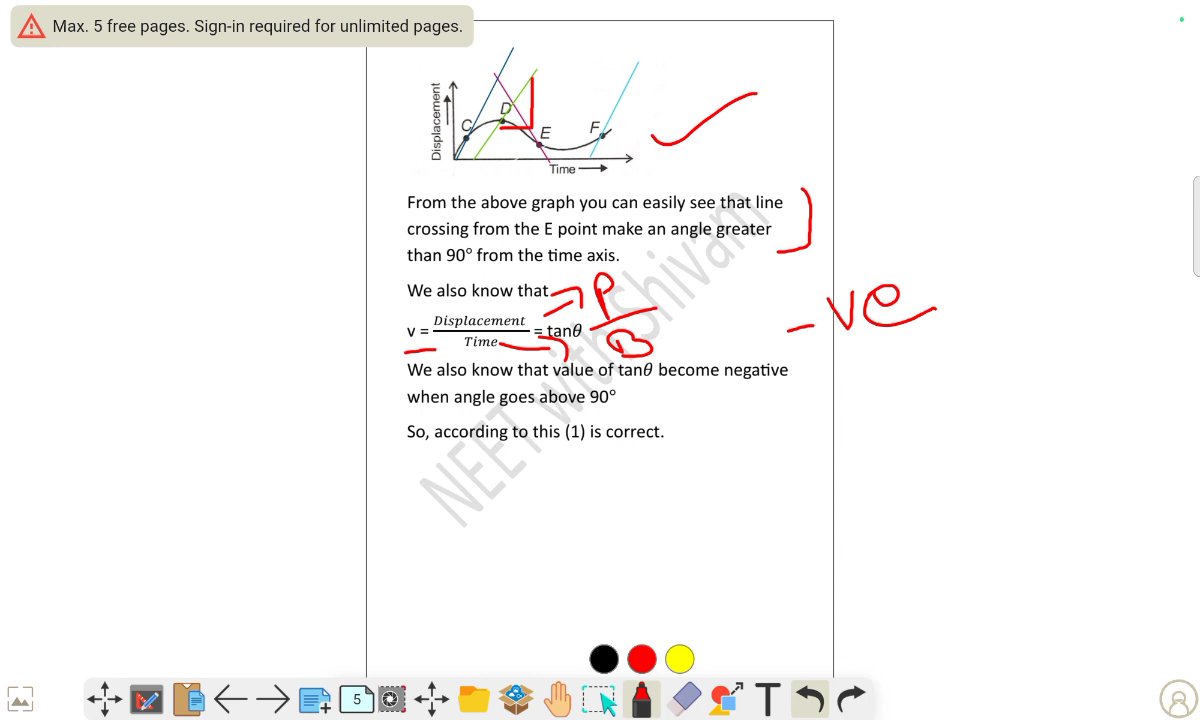 Max. 5 free pages. Sign-in required for unlimited pages.
Displacement
C
D
E
F
Time
From the above graph you can easily see that line
crossing from the E point make an angle greater
than 90° from the time axis.
We also know that
P
B
v = Displacement / Time = tanθ
-ve
We also know that value of tanθ become negative
when angle goes above 90°
So, according to this (1) is correct.
NEET with Shivam
5
T